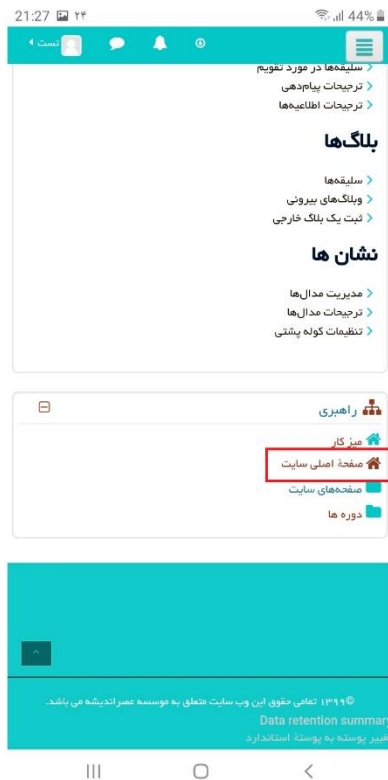 21:27 ۲۴ 44%
تست
سلیقه‌ها در مورد تقویم
ترجیحات پیام‌دهی
ترجیحات اطلاعیه‌ها
بلاگ‌ها
سلیقه‌ها
وبلاگ‌های بیرونی
ثبت یک بلاگ خارجی
نشان ها
مدیریت مدال‌ها
ترجیحات مدال‌ها
تنظیمات کوله پشتی
راهبری
میز کار
صفحهٔ اصلی سایت
صفحه‌های سایت
دوره ها
©۱۳۹۹ تمامی حقوق این وب سایت متعلق به موسسه عصر اندیشه می باشد.
Data retention summary
تغییر پوسته به پوستهٔ استاندارد